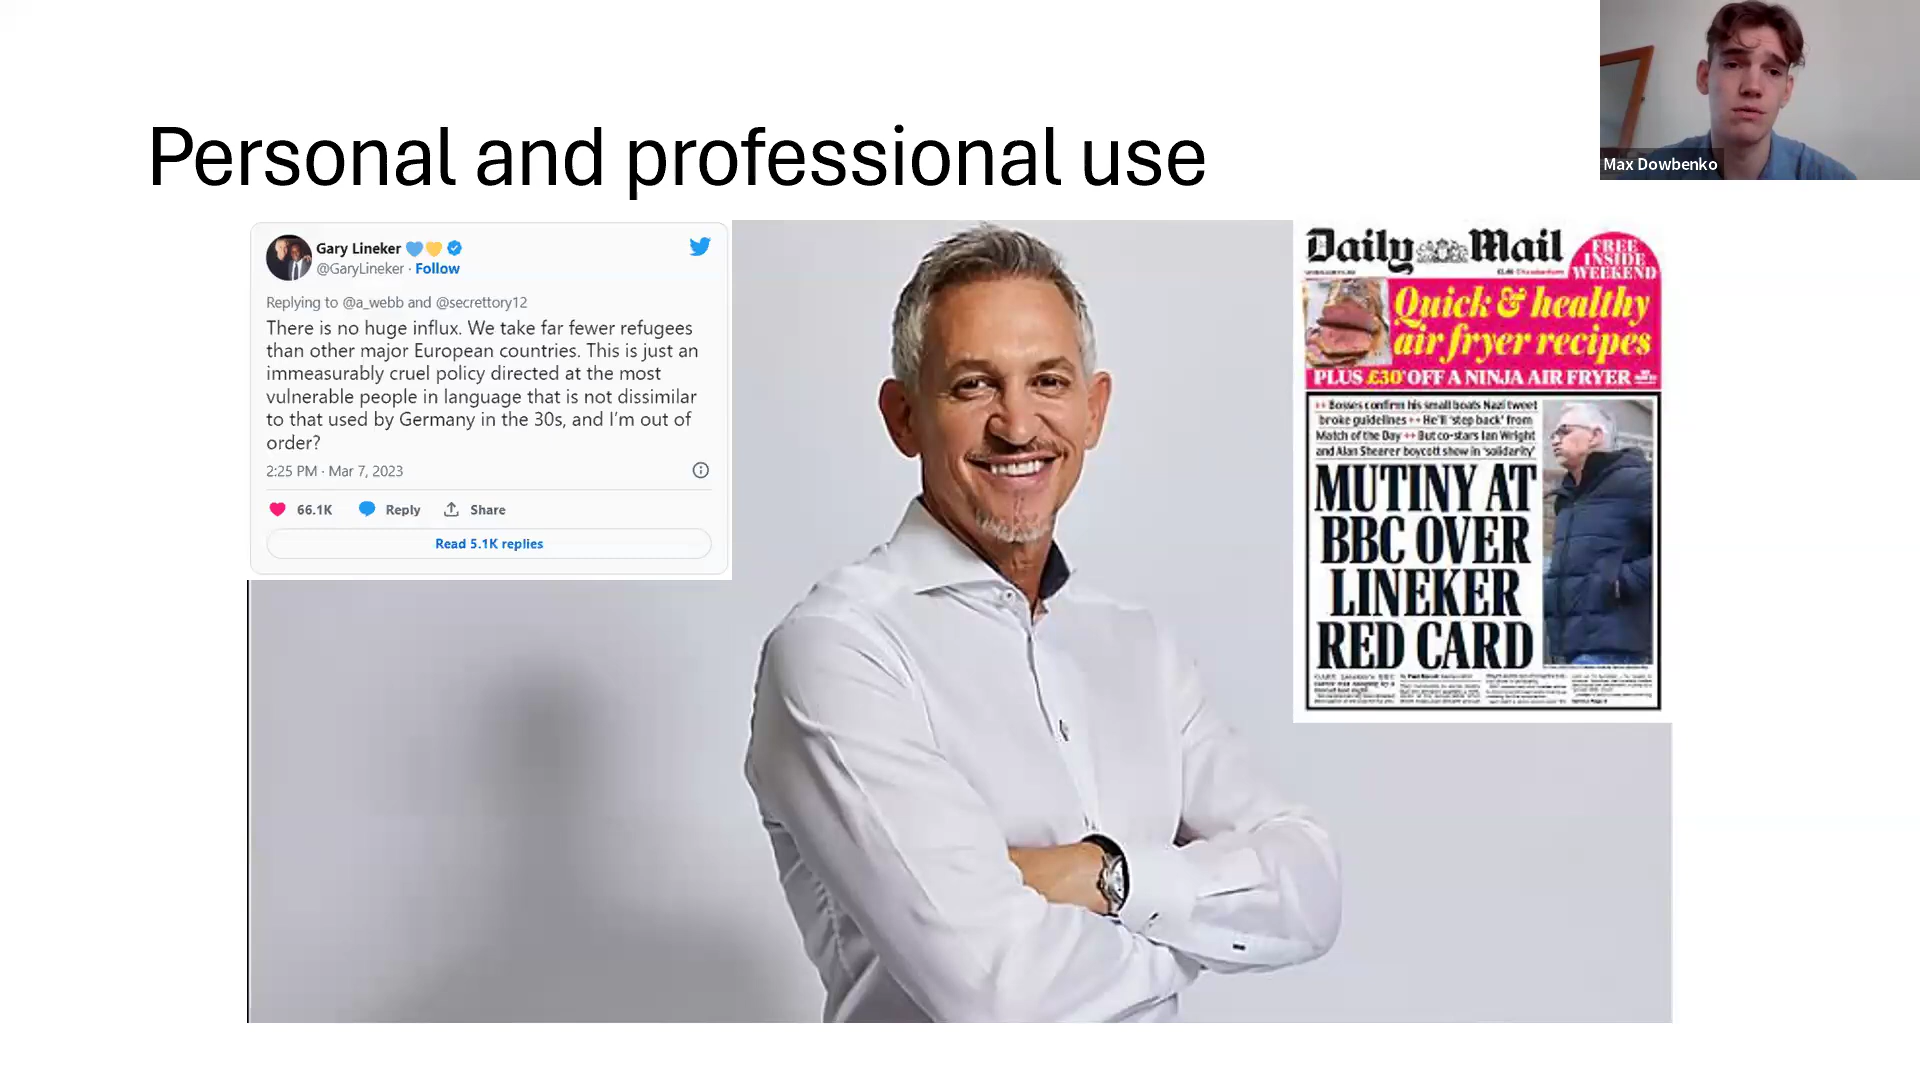 Personal and professional use
Max Dowbenko
Gary Lineker
@GaryLineker · Follow
Replying to @a_webb and @secrettory12
There is no huge influx. We take far fewer refugees
than other major European countries. This is just an
immeasurably cruel policy directed at the most
vulnerable people in language that is not dissimilar
to that used by Germany in the 30s, and I'm out of
order?
2:25 PM · Mar 7, 2023
66.1K Reply Share
Read 5.1K replies
Daily Mail
FREE
INSIDE
WEEKEND
Quick & healthy
air fryer recipes
PLUS £30 OFF A NINJA AIR FRYER
Bosses confirm his small boats Nazi tweet
broke guidelines He'll 'step back' from
Match of the Day But co-stars Ian Wright
and Alan Shearer boycott show in 'solidarity'
MUTINY AT
BBC OVER
LINEKER
RED CARD